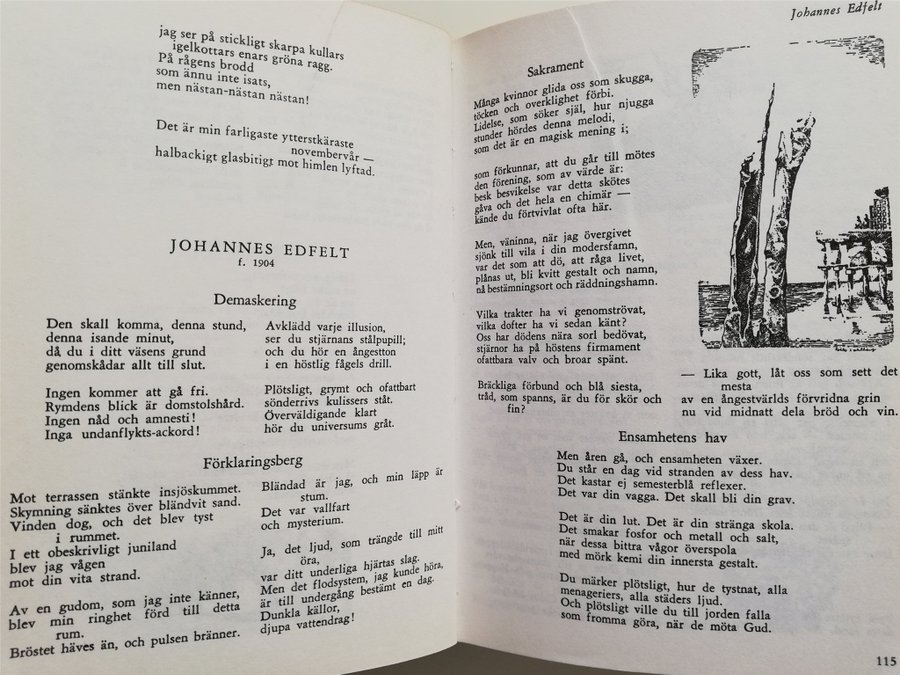 jag ser på stickligt skarpa kullars
igelkottars enars gröna ragg.
På rågens brodd
som ännu inte isats,
men nästan-nästan nästan!
Det är min farligaste ytterstkäraste
novembervår —
halbackigt glasbitigt mot himlen lyftad.
JOHANNES EDFELT
f. 1904
Demaskering
Den skall komma, denna stund,
denna isande minut,
då du i ditt väsens grund
genomskådar allt till slut.
Ingen kommer att gå fri.
Rymdens blick är domstolshård.
Ingen nåd och amnesti!
Inga undanflykts-ackord!
Avklädd varje illusion,
ser du stjärnans stålpupill;
och du hör en ångestton
i en höstlig fågels drill.
Plötsligt, grymt och ofattbart
sönderrivs kulissers ståt.
Överväldigande klart
hör du universums gråt.
Förklaringsberg
Mot terrassen stänkte insjöskummet.
Skymning sänktes över bländvit sand.
Vinden dog, och det blev tyst
i rummet.
I ett obeskrivligt juniland
blev jag vågen
mot din vita strand.
Av en gudom, som jag inte känner,
blev min ringhet förd till detta
rum.
Bröstet häves än, och pulsen bränner.
Bländad är jag, och min läpp är
stum.
Det var vallfart
och mysterium.
Ja, det ljud, som trängde till mitt
öra,
var ditt underliga hjärtas slag.
Men det flodsystem, jag kunde höra,
är till undergång bestämt en dag.
Dunkla källor,
djupa vattendrag!
Johannes Edfelt
Sakrament
Många kvinnor glida oss som skugga,
töcken och overklighet förbi.
Lidelse, som söker själ, hur njugga
stunder hördes denna melodi,
som det är en magisk mening i;
som förkunnar, att du går till mötes
den förening, som av värde är:
besk besvikelse var detta skötes
gåva och det hela en chimär —
kände du förtvivlat ofta här.
Men, väninna, när jag övergivet
sjönk till vila i din modersfamn,
var det som att dö, att råga livet,
plånas ut, bli kvitt gestalt och namn,
nå bestämningsort och räddningshamn.
Vilka trakter ha vi genomströvat,
vilka dofter ha vi sedan känt?
Oss har dödens nära sorl bedövat,
stjärnor ha på höstens firmament
ofattbara valv och broar spänt.
Bräckliga förbund och blå siesta,
tråd, som spanns, är du för skör och
fin?
— Lika gott, låt oss som sett det
mesta
av en ångestvärlds förvridna grin
nu vid midnatt dela bröd och vin.
Ensamhetens hav
Men åren gå, och ensamheten växer.
Du står en dag vid stranden av dess hav.
Det kastar ej semesterblå reflexer.
Det var din vagga. Det skall bli din grav.
Det är din lut. Det är din stränga skola.
Det smakar fosfor och metall och salt,
när dessa bittra vågor överspola
med mörk kemi din innersta gestalt.
Du märker plötsligt, hur de tystnat, alla
menageriers, alla städers ljud.
Och plötsligt ville du till jorden falla
som fromma göra, när de möta Gud.
115